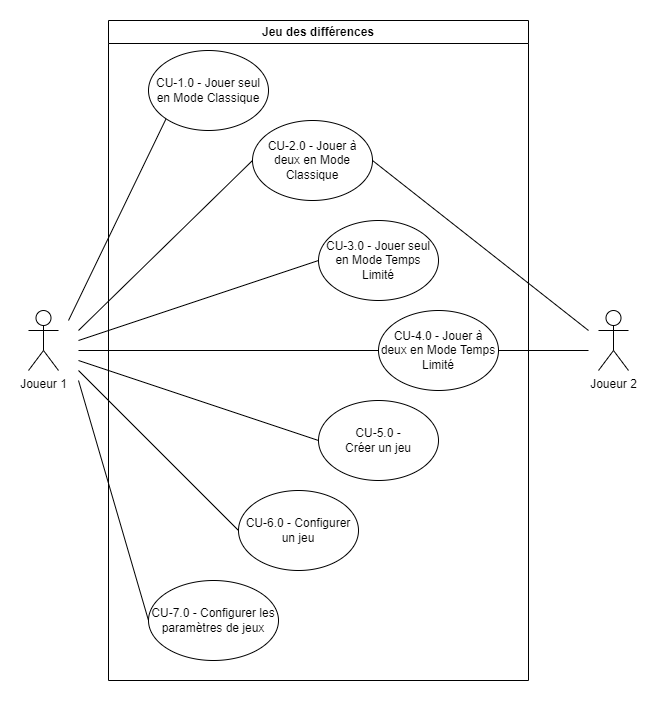 Jeu des différences
CU-1.0 - Jouer seul
en Mode Classique
CU-2.0 - Jouer à
deux en Mode
Classique
CU-3.0 - Jouer seul
en Mode Temps
Limité
CU-4.0 - Jouer à
deux en Mode Temps
Limité
Joueur 1
Joueur 2
CU-5.0 -
Créer un jeu
CU-6.0 - Configurer
un jeu
CU-7.0 - Configurer les
paramètres de jeux